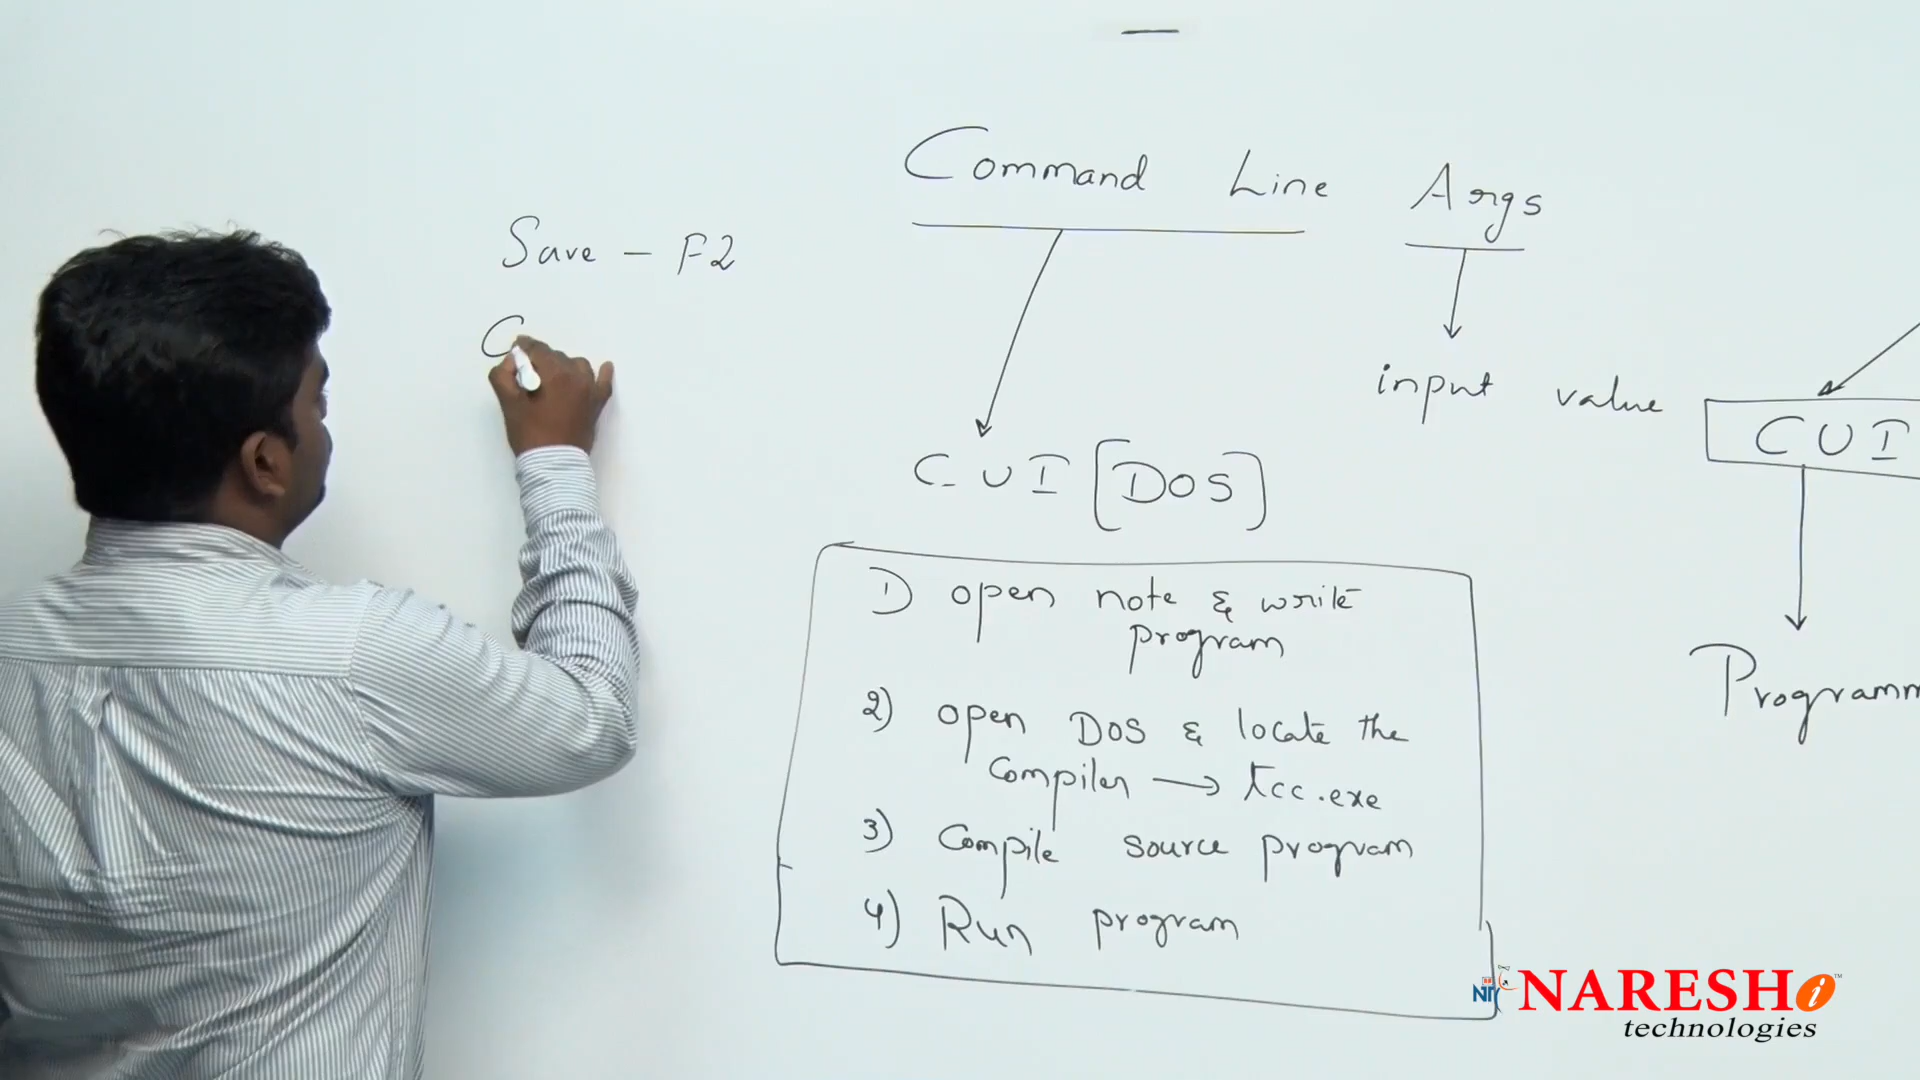 Command Line Args
Save - F2
C
input value
CUI
CUI [DOS]
1) open note & write
program
2) open DOS & locate the
Compiler → tcc.exe
3) Compile source program
4) Run program
Programm
NARESH i ™
technologies